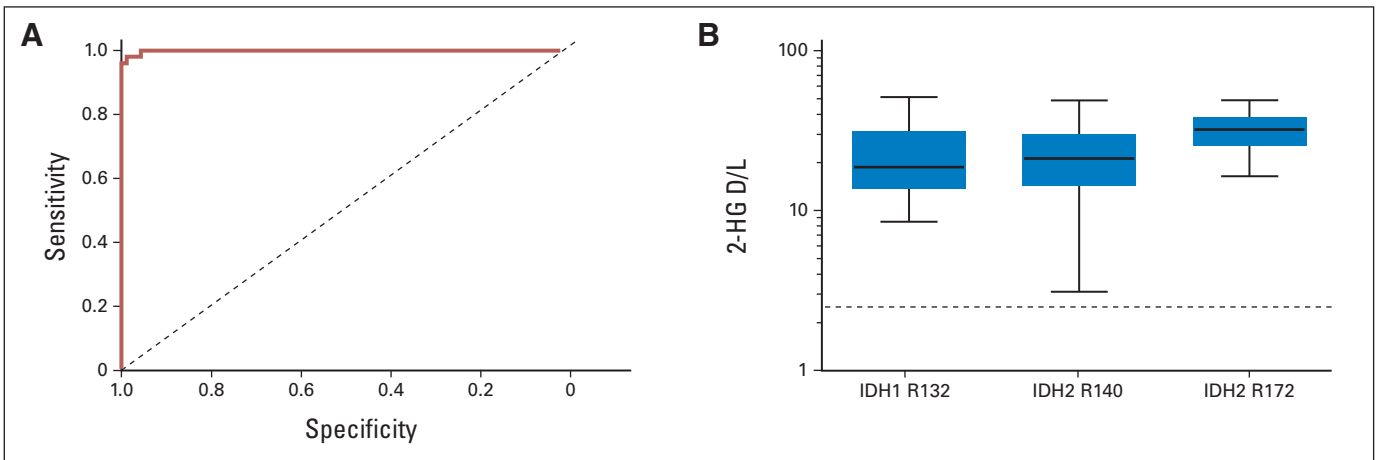 A
1.0
0.8
0.6
0.4
0.2
0
Sensitivity
1.0 0.8 0.6 0.4 0.2 0
Specificity
B
100
10
1
2-HG D/L
IDH1 R132 IDH2 R140 IDH2 R172